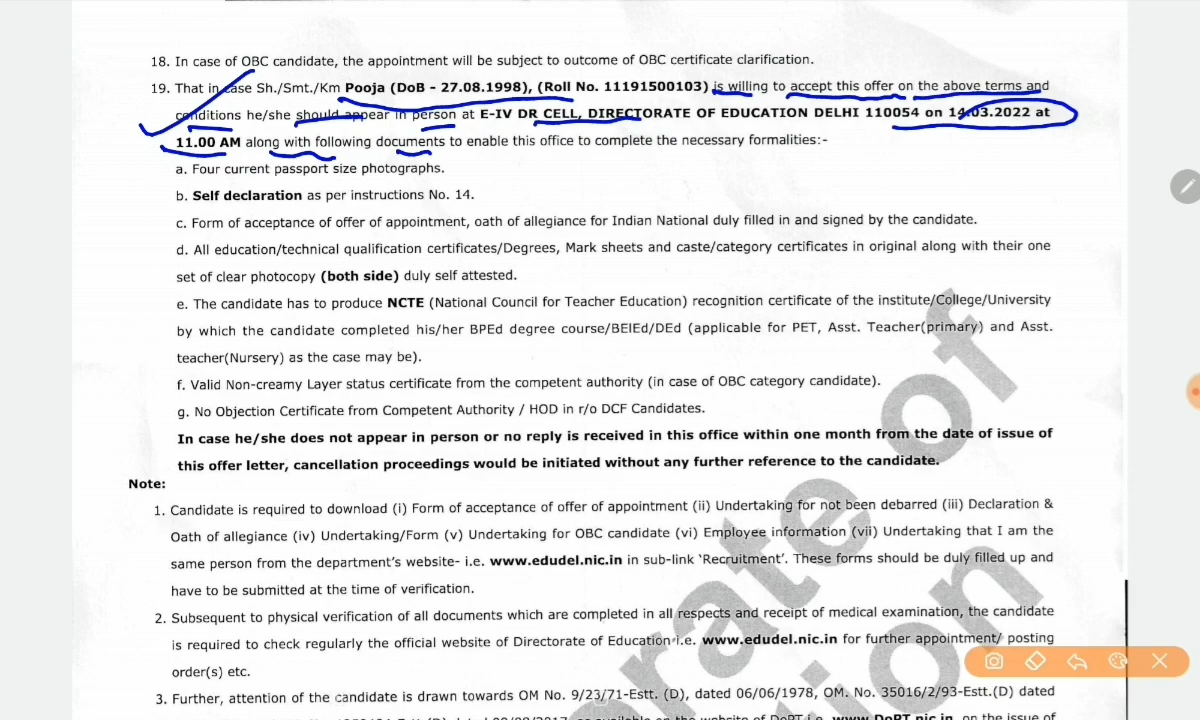 18. In case of OBC candidate, the appointment will be subject to outcome of OBC certificate clarification.
19. That in case Sh./Smt./Km Pooja (DoB - 27.08.1998), (Roll No. 11191500103) is willing to accept this offer on the above terms and
conditions he/she should appear in person at E-IV DR CELL, DIRECTORATE OF EDUCATION DELHI 110054 on 14.03.2022 at
11.00 AM along with following documents to enable this office to complete the necessary formalities:-
a. Four current passport size photographs.
b. Self declaration as per instructions No. 14.
c. Form of acceptance of offer of appointment, oath of allegiance for Indian National duly filled in and signed by the candidate.
d. All education/technical qualification certificates/Degrees, Mark sheets and caste/category certificates in original along with their one
set of clear photocopy (both side) duly self attested.
e. The candidate has to produce NCTE (National Council for Teacher Education) recognition certificate of the institute/College/University
by which the candidate completed his/her BPEd degree course/BElEd/DEd (applicable for PET, Asst. Teacher(primary) and Asst.
teacher(Nursery) as the case may be).
f. Valid Non-creamy Layer status certificate from the competent authority (in case of OBC category candidate).
g. No Objection Certificate from Competent Authority / HOD in r/o DCF Candidates.
In case he/she does not appear in person or no reply is received in this office within one month from the date of issue of
this offer letter, cancellation proceedings would be initiated without any further reference to the candidate.
Note:
1. Candidate is required to download (i) Form of acceptance of offer of appointment (ii) Undertaking for not been debarred (iii) Declaration &
Oath of allegiance (iv) Undertaking/Form (v) Undertaking for OBC candidate (vi) Employee information (vii) Undertaking that I am the
same person from the department's website- i.e. www.edudel.nic.in in sub-link 'Recruitment'. These forms should be duly filled up and
have to be submitted at the time of verification.
2. Subsequent to physical verification of all documents which are completed in all respects and receipt of medical examination, the candidate
is required to check regularly the official website of Directorate of Education i.e. www.edudel.nic.in for further appointment/ posting
order(s) etc.
3. Further, attention of the candidate is drawn towards OM No. 9/23/71-Estt. (D), dated 06/06/1978, OM. No. 35016/2/93-Estt.(D) dated
on the website of DoPT i.e. www.DoPT.nic.in, on the issue of